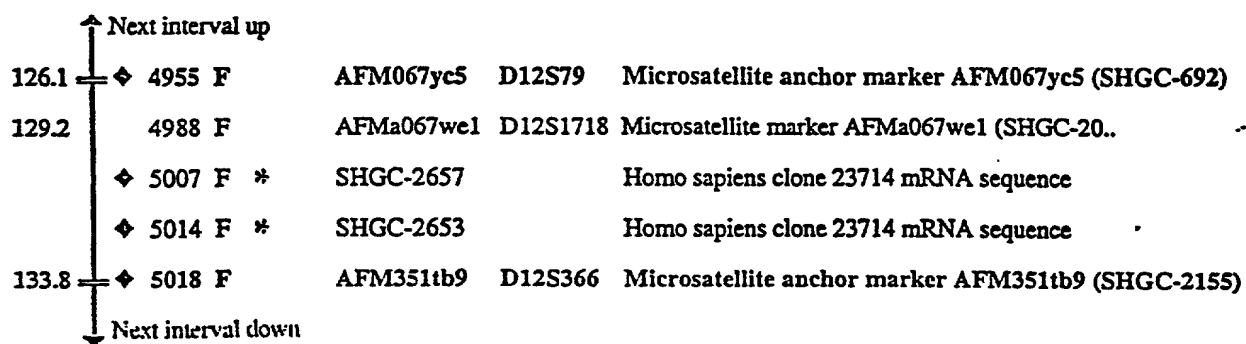 Next interval up
126.1 4955 F AFM067yc5 D12S79 Microsatellite anchor marker AFM067yc5 (SHGC-692)
129.2 4988 F AFMa067we1 D12S1718 Microsatellite marker AFMa067we1 (SHGC-20..
5007 F * SHGC-2657 Homo sapiens clone 23714 mRNA sequence
5014 F * SHGC-2653 Homo sapiens clone 23714 mRNA sequence
133.8 5018 F AFM351tb9 D12S366 Microsatellite anchor marker AFM351tb9 (SHGC-2155)
Next interval down